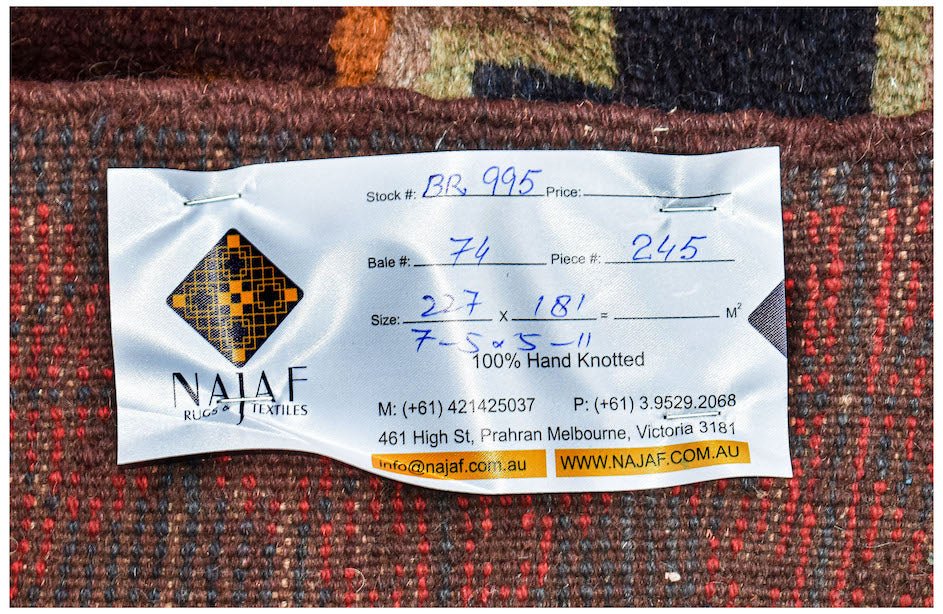 Stock #: BR 995 Price:
Bale #: 74 Piece #: 245
Size: 227 x 181 = M²
7-5 x 5-11
100% Hand Knotted
NAJAF
RUGS & TEXTILES
M: (+61) 421425037 P: (+61) 3.9529.2068
461 High St, Prahran Melbourne, Victoria 3181
info@najaf.com.au WWW.NAJAF.COM.AU